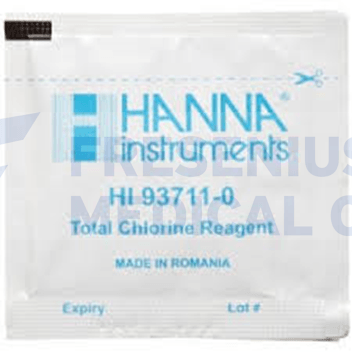 HANNA®
instruments
FRESENIUS
MEDICAL C
HI 93711-0
Total Chlorine Reagent
MADE IN ROMANIA
Expiry Lot #